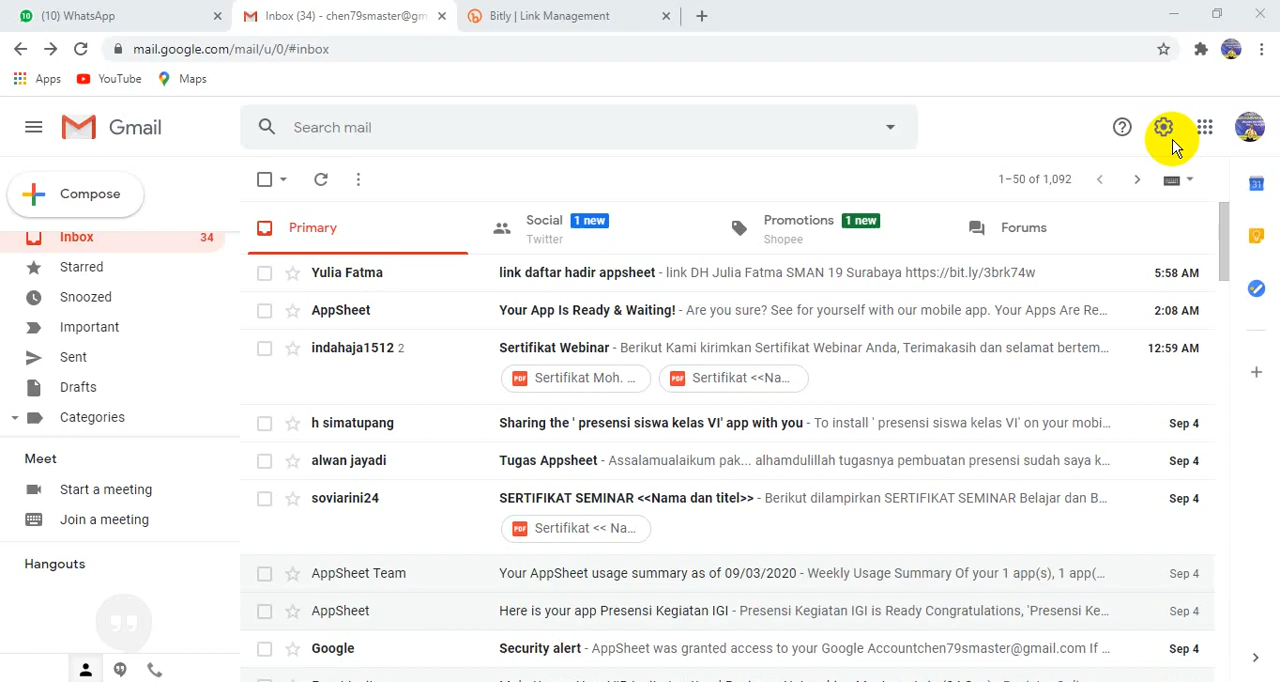 (10) WhatsApp
Inbox (34) - chen79smaster@gm
Bitly | Link Management
mail.google.com/mail/u/0/#inbox
Apps YouTube Maps
Gmail
Search mail
Compose
1–50 of 1,092
Inbox 34
Starred
Snoozed
Important
Sent
Drafts
Categories
Meet
Start a meeting
Join a meeting
Hangouts
Primary
Social 1 new
Twitter
Promotions 1 new
Shopee
Forums
Yulia Fatma link daftar hadir appsheet - link DH Julia Fatma SMAN 19 Surabaya https://bit.ly/3brk74w 5:58 AM
AppSheet Your App Is Ready & Waiting! - Are you sure? See for yourself with our mobile app. Your Apps Are Re... 2:08 AM
indahaja1512 2 Sertifikat Webinar - Berikut Kami kirimkan Sertifikat Webinar Anda, Terimakasih dan selamat bertem... 12:59 AM
PDF Sertifikat Moh. ... PDF Sertifikat <<Na...
h simatupang Sharing the ' presensi siswa kelas VI' app with you - To install ' presensi siswa kelas VI' on your mobi... Sep 4
alwan jayadi Tugas Appsheet - Assalamualaikum pak... alhamdulillah tugasnya pembuatan presensi sudah saya k... Sep 4
soviarini24 SERTIFIKAT SEMINAR <<Nama dan titel>> - Berikut dilampirkan SERTIFIKAT SEMINAR Belajar dan B... Sep 4
PDF Sertifikat << Na...
AppSheet Team Your AppSheet usage summary as of 09/03/2020 - Weekly Usage Summary Of your 1 app(s), 1 app(... Sep 4
AppSheet Here is your app Presensi Kegiatan IGI - Presensi Kegiatan IGI is Ready Congratulations, 'Presensi Ke... Sep 4
Google Security alert - AppSheet was granted access to your Google Accountchen79smaster@gmail.com If ... Sep 4